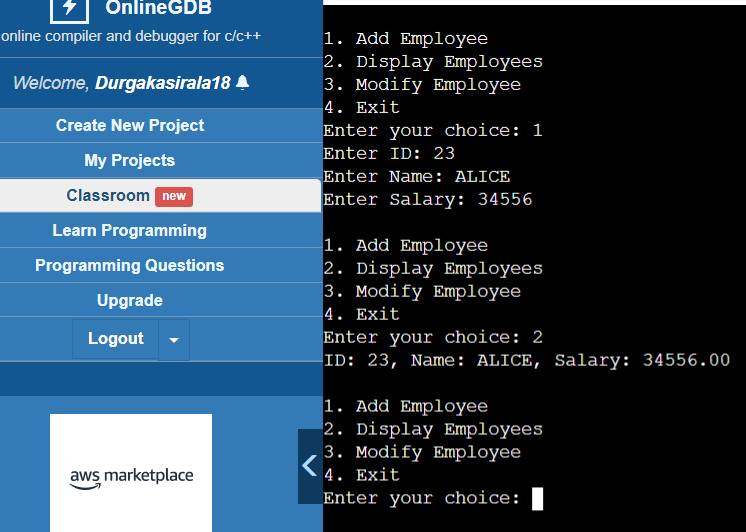 OnlineGDB
online compiler and debugger for c/c++
Welcome, Durgakasirala18
Create New Project
My Projects
Classroom new
Learn Programming
Programming Questions
Upgrade
Logout
aws marketplace
1. Add Employee
2. Display Employees
3. Modify Employee
4. Exit
Enter your choice: 1
Enter ID: 23
Enter Name: ALICE
Enter Salary: 34556
1. Add Employee
2. Display Employees
3. Modify Employee
4. Exit
Enter your choice: 2
ID: 23, Name: ALICE, Salary: 34556.00
1. Add Employee
2. Display Employees
3. Modify Employee
4. Exit
Enter your choice: